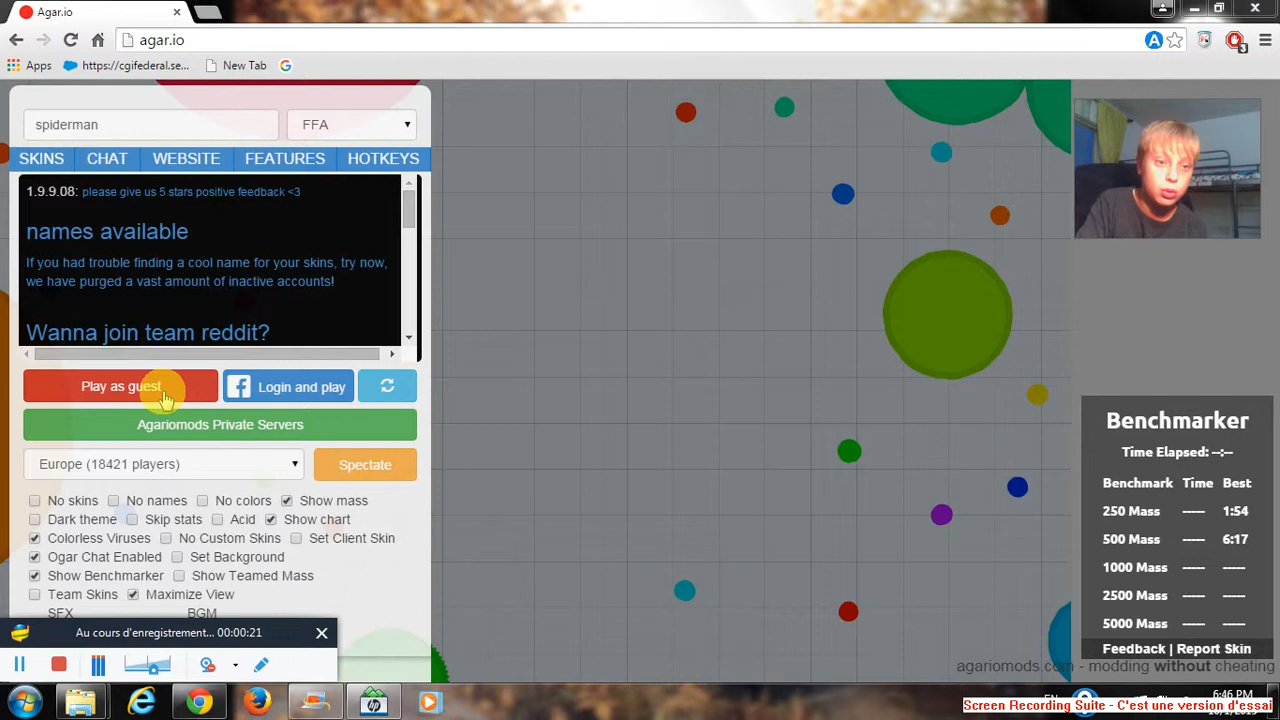 Agar.io
agar.io
Apps https://cgifederal.se... New Tab
spiderman FFA
SKINS CHAT WEBSITE FEATURES HOTKEYS
1.9.9.08: please give us 5 stars positive feedback <3
names available
If you had trouble finding a cool name for your skins, try now,
we have purged a vast amount of inactive accounts!
Wanna join team reddit?
Play as guest Login and play
Agariomods Private Servers
Europe (18421 players) Spectate
No skins No names No colors Show mass
Dark theme Skip stats Acid Show chart
Colorless Viruses No Custom Skins Set Client Skin
Ogar Chat Enabled Set Background
Show Benchmarker Show Teamed Mass
Team Skins Maximize View
SFX BGM
Au cours d'enregistrement... 00:00:21
Benchmarker
Time Elapsed: --:--
Benchmark Time Best
250 Mass ----- 1:54
500 Mass ----- 6:17
1000 Mass ----- -----
2500 Mass ----- -----
5000 Mass ----- -----
Feedback | Report Skin
agariomods.com - modding without cheating
6:46 PM
Screen Recording Suite - C'est une version d'essai